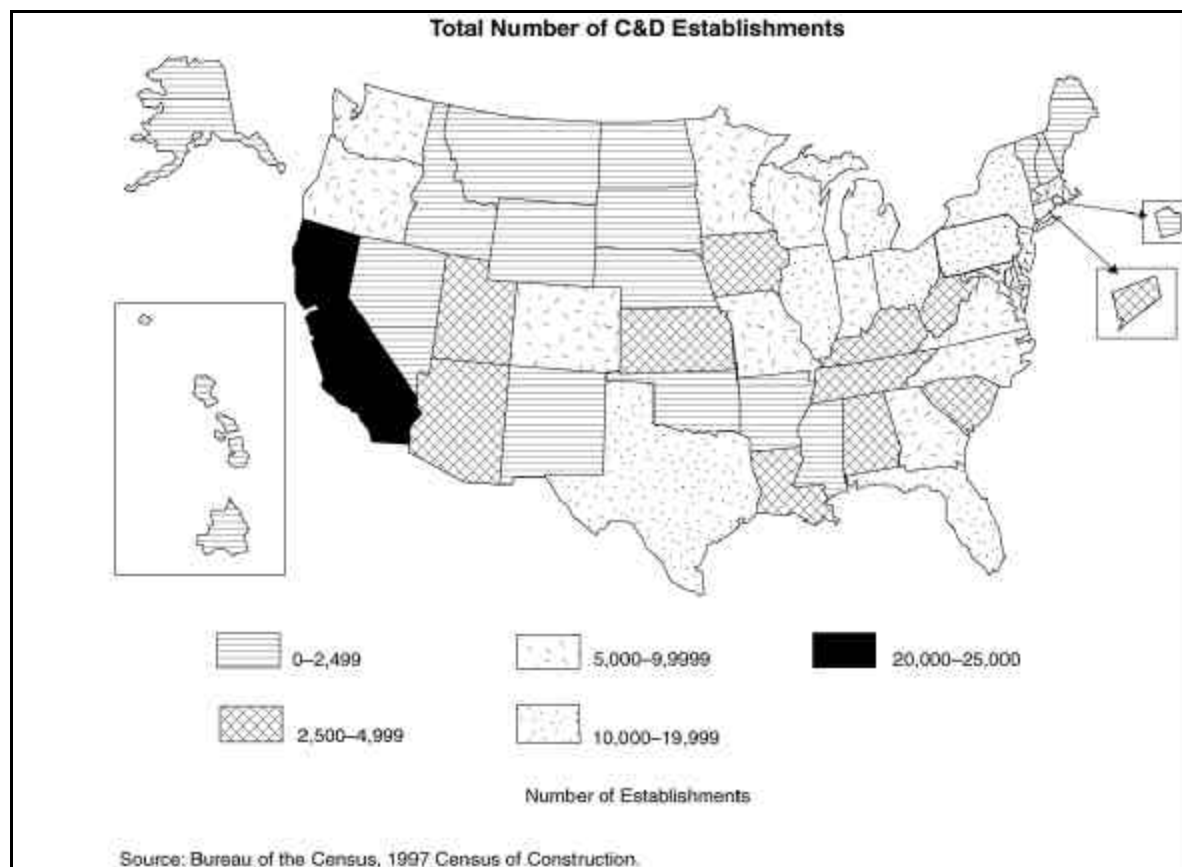 Total Number of C&D Establishments
0–2,499
5,000–9,9999
20,000–25,000
2,500–4,999
10,000–19,999
Number of Establishments
Source: Bureau of the Census, 1997 Census of Construction.